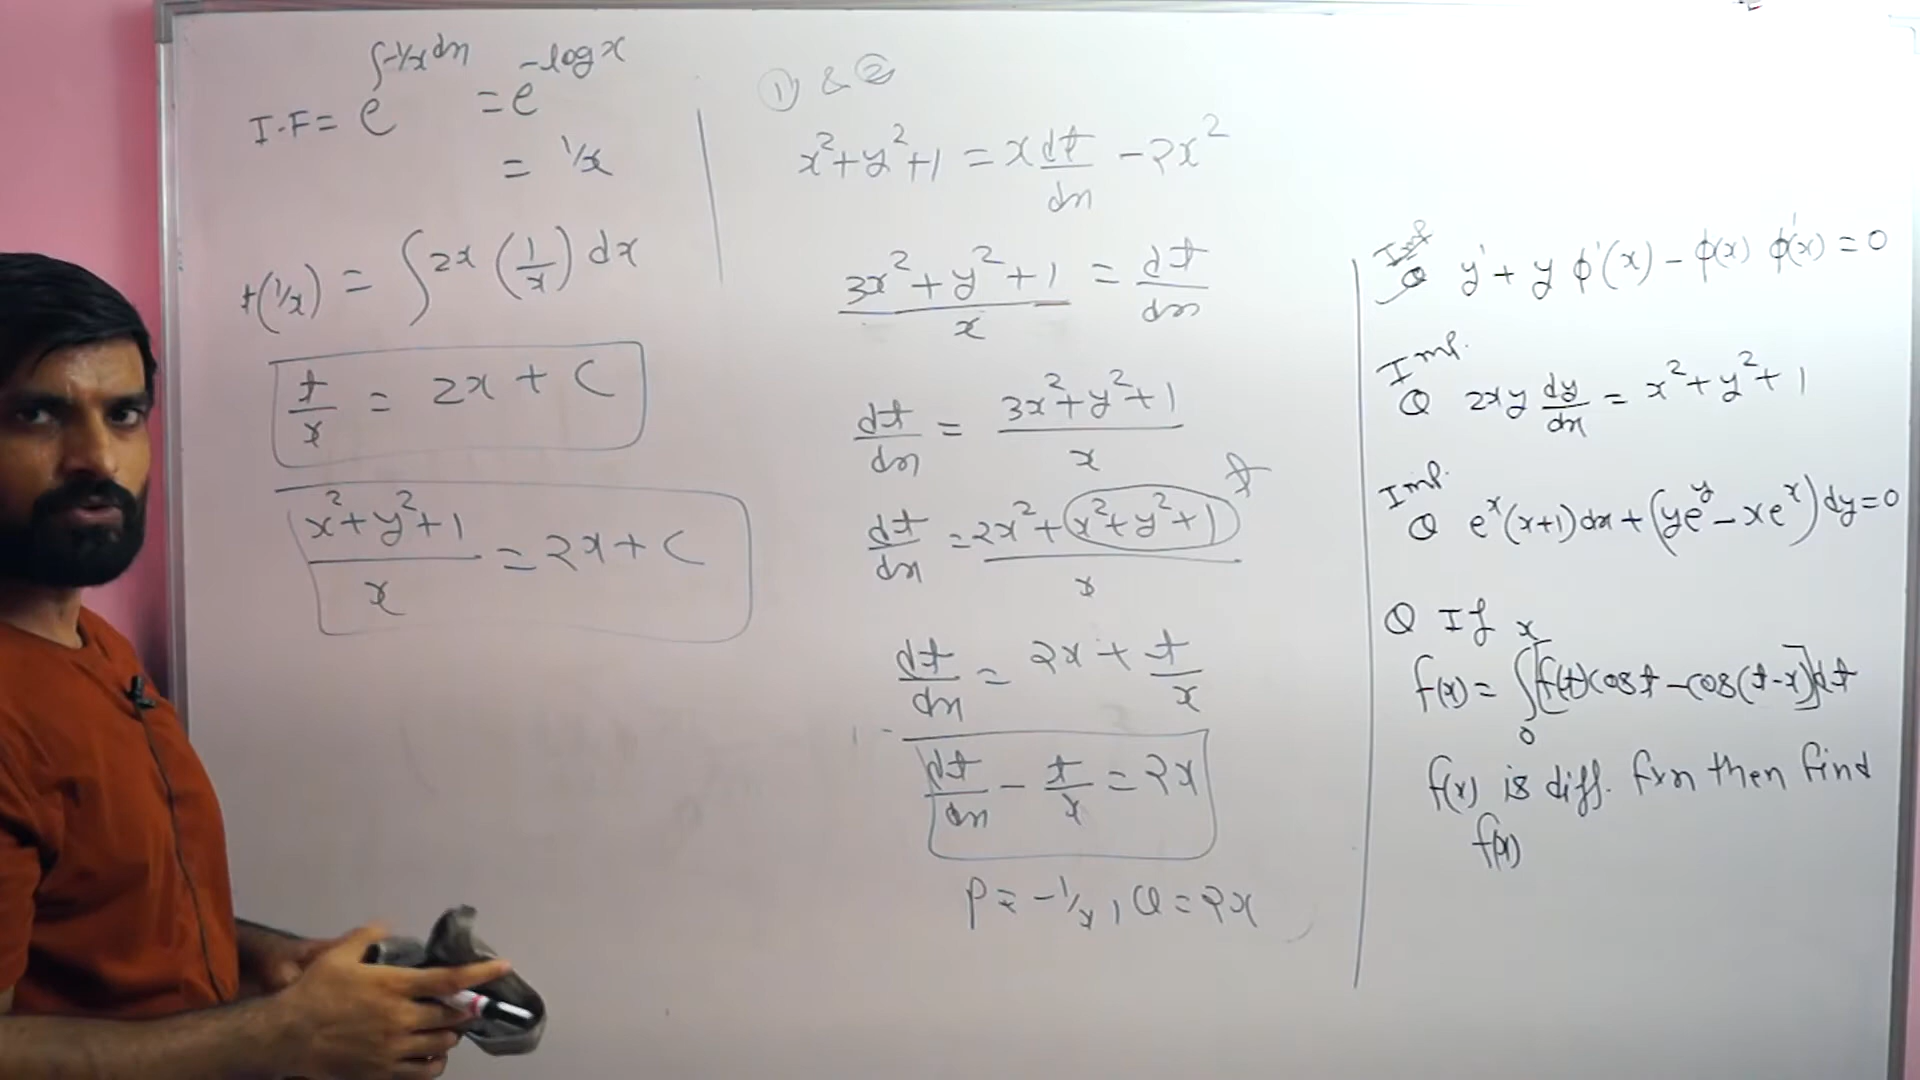 I.F = e^∫-1/x dx = e^-log x
= 1/x
t(1/x) = ∫2x (1/x) dx
t/x = 2x + C
(x²+y²+1)/x = 2x + C
① & ②
x²+y²+1 = x dt/dx - 2x²
(3x²+y²+1)/x = dt/dx
dt/dx = (3x²+y²+1)/x
dt/dx = (2x²+(x²+y²+1))/x t
dt/dx = 2x + t/x
dt/dx - t/x = 2x
P = -1/x, Q = 2x
Imp
Q y' + y φ'(x) - φ(x) φ'(x) = 0
Imp.
Q 2xy dy/dx = x²+y²+1
Imp.
Q e^x(x+1)dx + (ye^y - xe^x)dy=0
Q If
f(x) = ∫₀ˣ[f(t)cost - cos(t-x)]dt
f(x) is diff. fxn then find
f(x)